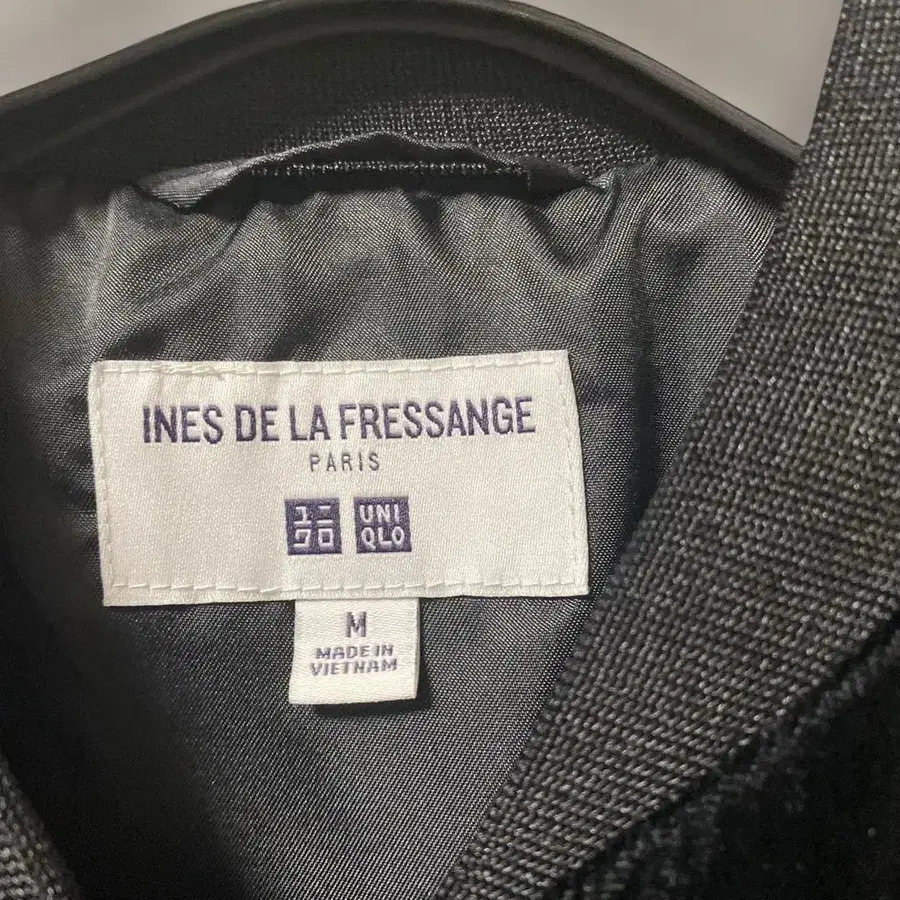 INES DE LA FRESSANGE
PARIS
ユニ UNI
クロ QLO
M
MADE IN
VIETNAM